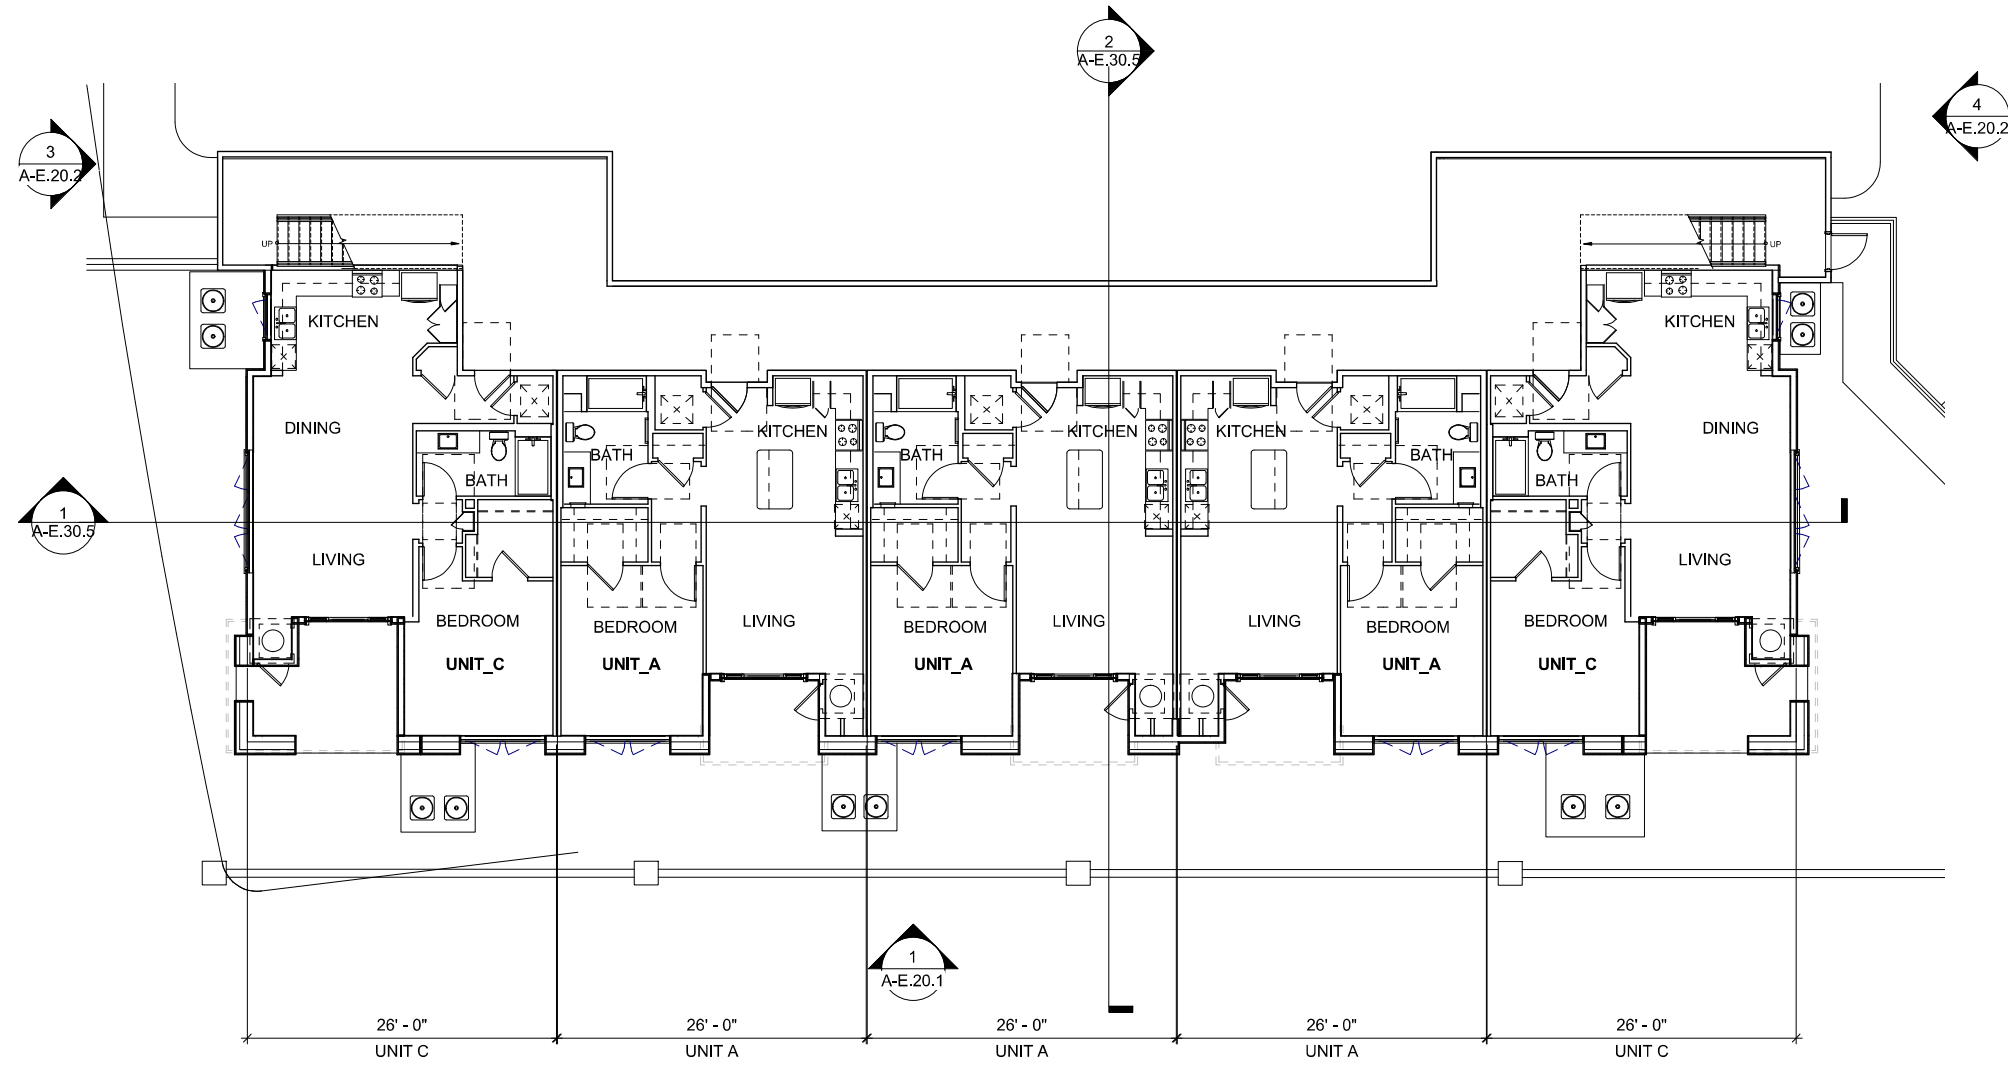 2
A-E.30.5
4
A-E.20.2
3
A-E.20.2
UP
UP
KITCHEN
KITCHEN
DINING
KITCHEN
KITCHEN
KITCHEN
DINING
BATH
BATH
BATH
BATH
BATH
1
A-E.30.5
LIVING
LIVING
BEDROOM
BEDROOM
LIVING
BEDROOM
LIVING
LIVING
BEDROOM
BEDROOM
UNIT_C
UNIT_A
UNIT_A
UNIT_A
UNIT_C
1
A-E.20.1
26' - 0"
26' - 0"
26' - 0"
26' - 0"
26' - 0"
UNIT C
UNIT A
UNIT A
UNIT A
UNIT C